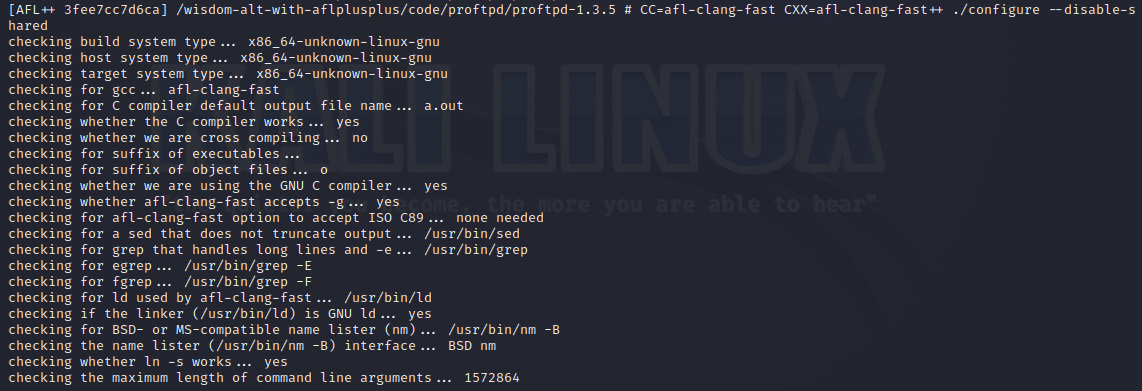 [AFL++ 3fee7cc7d6ca] /wisdom-alt-with-aflplusplus/code/proftpd/proftpd-1.3.5 # CC=afl-clang-fast CXX=afl-clang-fast++ ./configure --disable-s
hared
checking build system type... x86_64-unknown-linux-gnu
checking host system type... x86_64-unknown-linux-gnu
checking target system type... x86_64-unknown-linux-gnu
checking for gcc... afl-clang-fast
checking for C compiler default output file name... a.out
checking whether the C compiler works... yes
checking whether we are cross compiling... no
checking for suffix of executables...
checking for suffix of object files... o
checking whether we are using the GNU C compiler... yes
checking whether afl-clang-fast accepts -g... yes
checking for afl-clang-fast option to accept ISO C89... none needed
checking for a sed that does not truncate output... /usr/bin/sed
checking for grep that handles long lines and -e... /usr/bin/grep
checking for egrep... /usr/bin/grep -E
checking for fgrep... /usr/bin/grep -F
checking for ld used by afl-clang-fast... /usr/bin/ld
checking if the linker (/usr/bin/ld) is GNU ld... yes
checking for BSD- or MS-compatible name lister (nm)... /usr/bin/nm -B
checking the name lister (/usr/bin/nm -B) interface... BSD nm
checking whether ln -s works... yes
checking the maximum length of command line arguments... 1572864
KALI LINUX
the more you are able to hear"